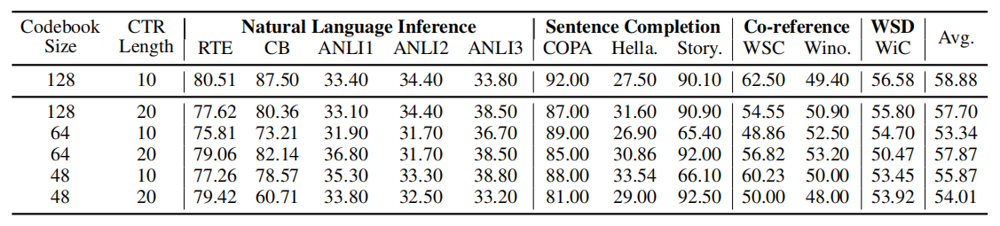 Codebook Size CTR Length Natural Language Inference Sentence Completion Co-reference WSD Avg.
RTE CB ANLI1 ANLI2 ANLI3 COPA Hella. Story. WSC Wino. WiC
128 10 80.51 87.50 33.40 34.40 33.80 92.00 27.50 90.10 62.50 49.40 56.58 58.88
128 20 77.62 80.36 33.10 34.40 38.50 87.00 31.60 90.90 54.55 50.90 55.80 57.70
64 10 75.81 73.21 31.90 31.70 36.70 89.00 26.90 65.40 48.86 52.50 54.70 53.34
64 20 79.06 82.14 36.80 31.70 38.50 85.00 30.86 92.00 56.82 53.20 50.47 57.87
48 10 77.26 78.57 35.30 33.30 38.80 88.00 33.54 66.10 60.23 50.00 53.45 55.87
48 20 79.42 60.71 33.80 32.50 33.20 81.00 29.00 92.50 50.00 48.00 53.92 54.01